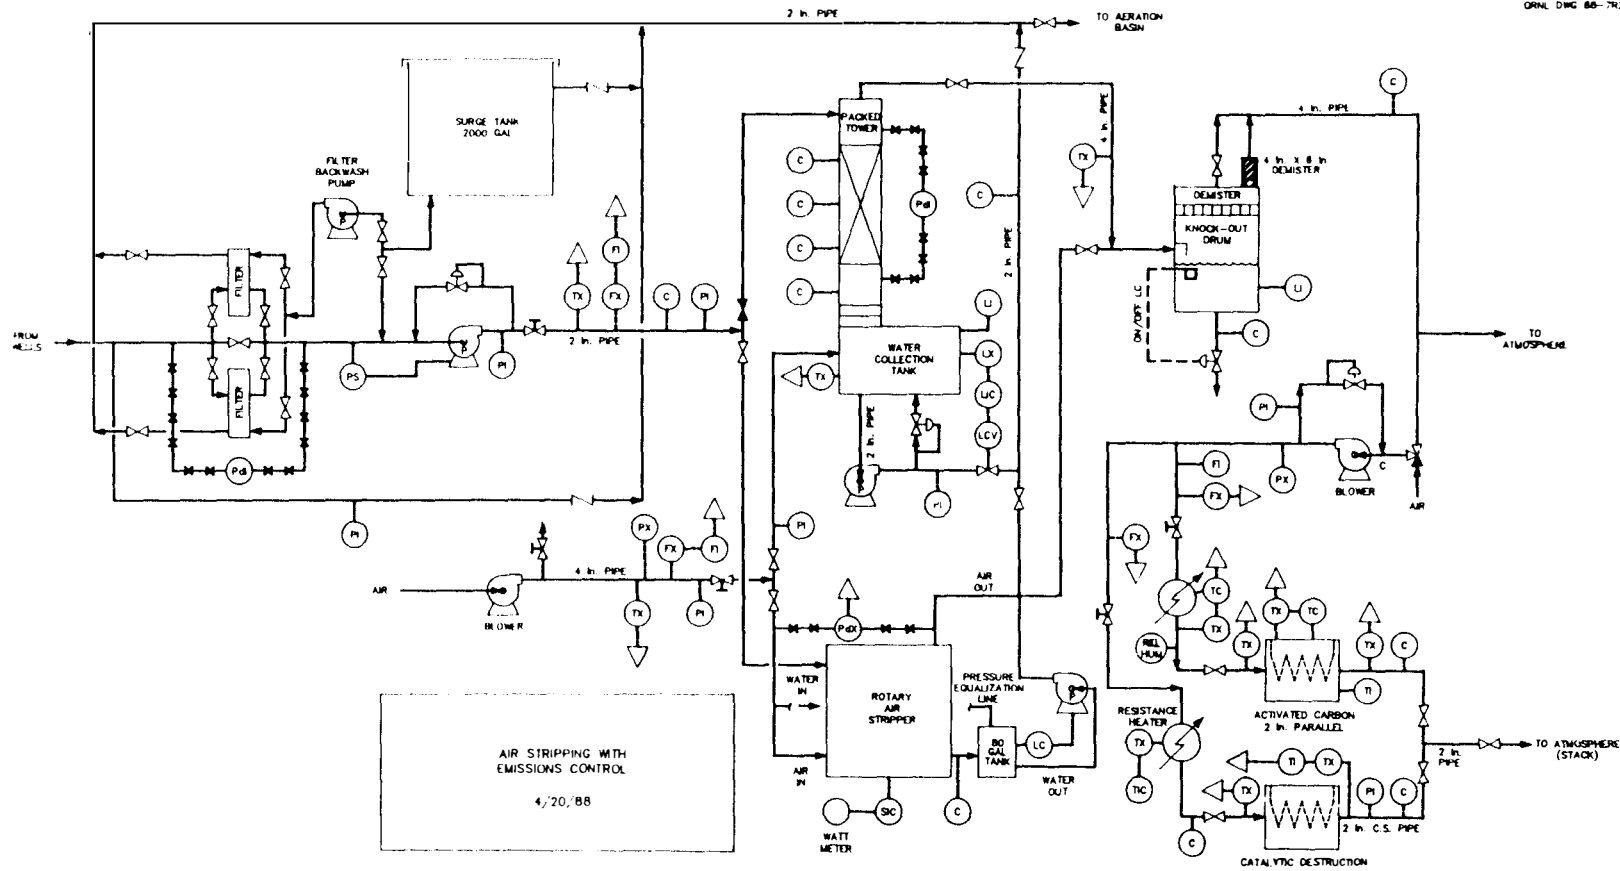 2 In. PIPE
TO AERATION
BASIN
ORNL DWG 88-7R
SURGE TANK
2000 GAL
FILTER
BACKWASH
PUMP
FILTER
FILTER
FROM
WELLS
PS
PI
PdI
PI
TX
FI
FX
C
PI
2 In. PIPE
PACKED
TOWER
C
C
C
C
PdI
WATER
COLLECTION
TANK
TX
LI
LX
LIC
LCV
2 In. PIPE
PI
C
2 In. PIPE
4 In. PIPE
TX
4 In. PIPE
C
4 In. X 6 In
DEMISTER
DEMISTER
KNOCK-OUT
DRUM
LI
ON/OFF LC
C
TO
ATMOSPHERE
PI
PX
BLOWER
C
AIR
FI
FX
FX
TC
TX
REL
HUM
TX
TX
TC
TX
C
TI
ACTIVATED CARBON
2 In. PARALLEL
RESISTANCE
HEATER
TX
TIC
TI
TX
TX
PI
C
C
2 In.
PIPE
TO ATMOSPHERE
(STACK)
2 In. C.S. PIPE
CATALYTIC DESTRUCTION
AIR
BLOWER
4 In. PIPE
PX
FX
FI
TX
PI
PI
PdX
AIR
OUT
WATER
IN
AIR
IN
ROTARY
AIR
STRIPPER
PRESSURE
EQUALIZATION
LINE
80
GAL
TANK
LC
WATER
OUT
C
SIC
WATT
METER
AIR STRIPPING WITH
EMISSIONS CONTROL
4/20/88